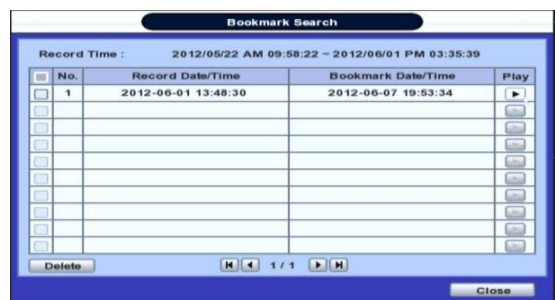 Bookmark Search
Record Time : 2012/05/22 AM 09:58:22 ~ 2012/06/01 PM 03:35:39
No. Record Date/Time Bookmark Date/Time Play
1 2012-06-01 13:48:30 2012-06-07 19:53:34
Delete 1 / 1
Close